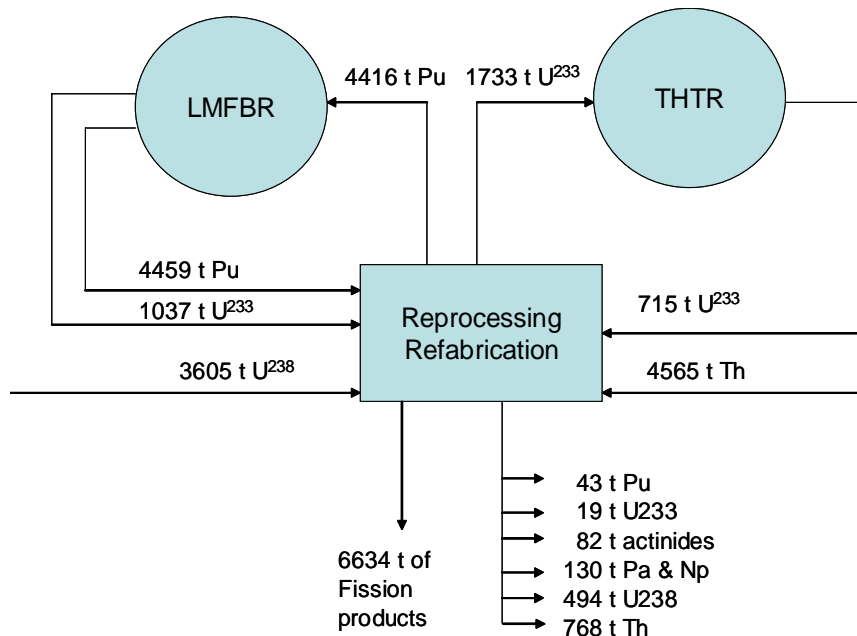 4416 t Pu
1733 t U²³³
LMFBR
THTR
4459 t Pu
1037 t U²³³
3605 t U²³⁸
Reprocessing
Refabrication
715 t U²³³
4565 t Th
6634 t of
Fission
products
43 t Pu
19 t U233
82 t actinides
130 t Pa & Np
494 t U238
768 t Th